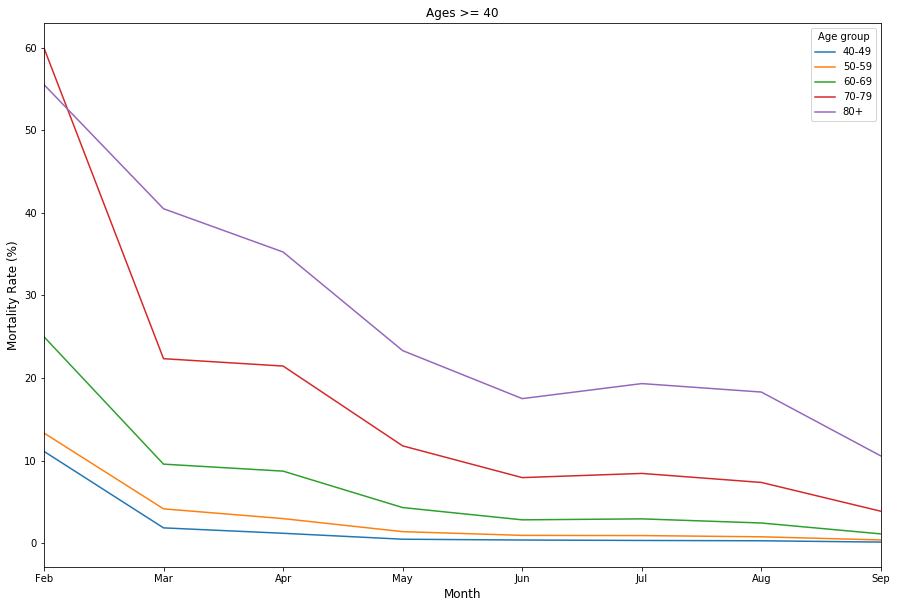 Ages >= 40
Mortality Rate (%)
60
50
40
30
20
10
0
Age group
40-49
50-59
60-69
70-79
80+
Feb Mar Apr May Jun Jul Aug Sep
Month